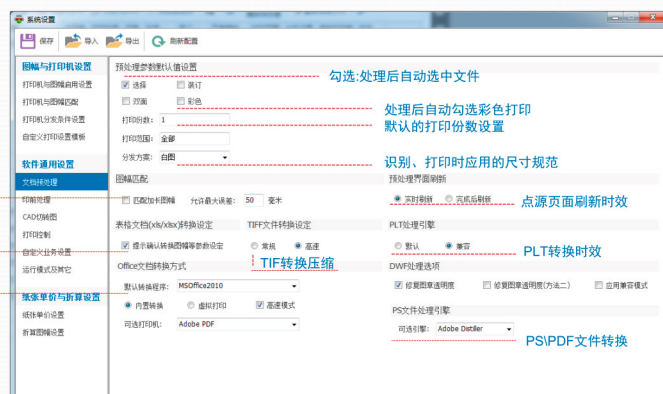 系统设置
保存 导入 导出 刷新配置
图幅与打印机设置
打印机与图幅启用设置
打印机与图幅匹配
打印机分发条件设置
自定义打印设置模板
软件通用设置
文档预处理
印前处理
CAD切帧图
打印控制
自定义业务设置
运行模式及其它
纸张单价与折算设置
纸张单价设置
折算图幅设置
预处理参数默认值设置
勾选:处理后自动选中文件
选择 装订
双面 彩色
处理后自动勾选彩色打印
打印份数: 1
默认的打印份数设置
打印范围: 全部
分发方案: 白图
识别、打印时应用的尺寸规范
图幅匹配
匹配加长图幅 允许最大误差: 50 毫米
预处理界面刷新
实时刷新 完成后刷新
点源页面刷新时效
表格文档(xls/xlsx)转换设定
提示确认转换图幅等参数设定
TIFF文件转换设定
常规 高速
TIF转换压缩
PLT处理引擎
默认 兼容
PLT转换时效
Office文档转换方式
默认转换程序: MSOffice2010
内置转换 虚拟打印 高速模式
可选打印机: Adobe PDF
DWF处理选项
修复图章透明度 修复图章透明度(方法二) 应用兼容模式
PS文件处理引擎
可选引擎: Adobe Distiller
PS\PDF文件转换